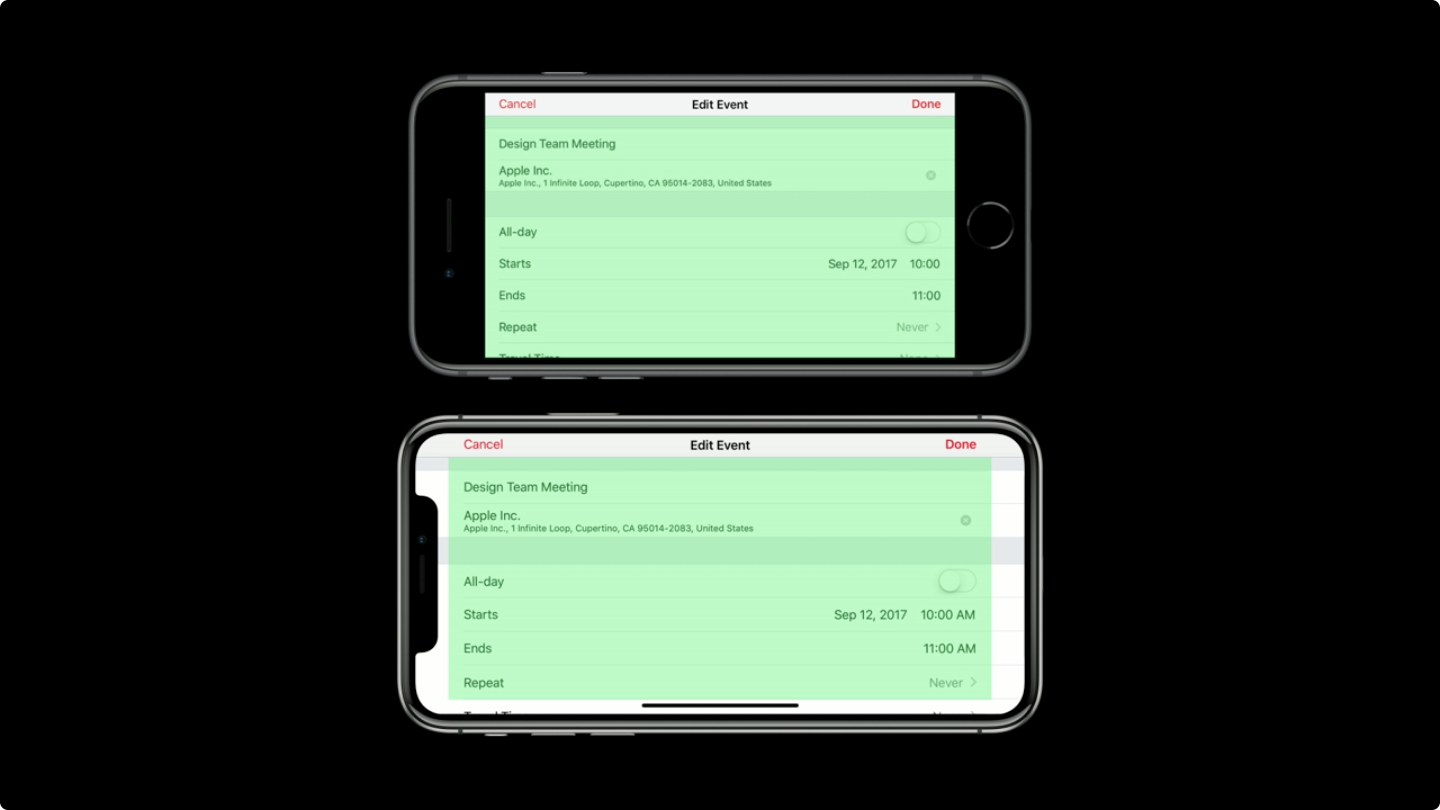 Cancel Edit Event Done
Design Team Meeting
Apple Inc.
Apple Inc., 1 Infinite Loop, Cupertino, CA 95014-2083, United States
All-day
Starts Sep 12, 2017 10:00
Ends 11:00
Repeat Never
Travel Time None
Cancel Edit Event Done
Design Team Meeting
Apple Inc.
Apple Inc., 1 Infinite Loop, Cupertino, CA 95014-2083, United States
All-day
Starts Sep 12, 2017 10:00 AM
Ends 11:00 AM
Repeat Never